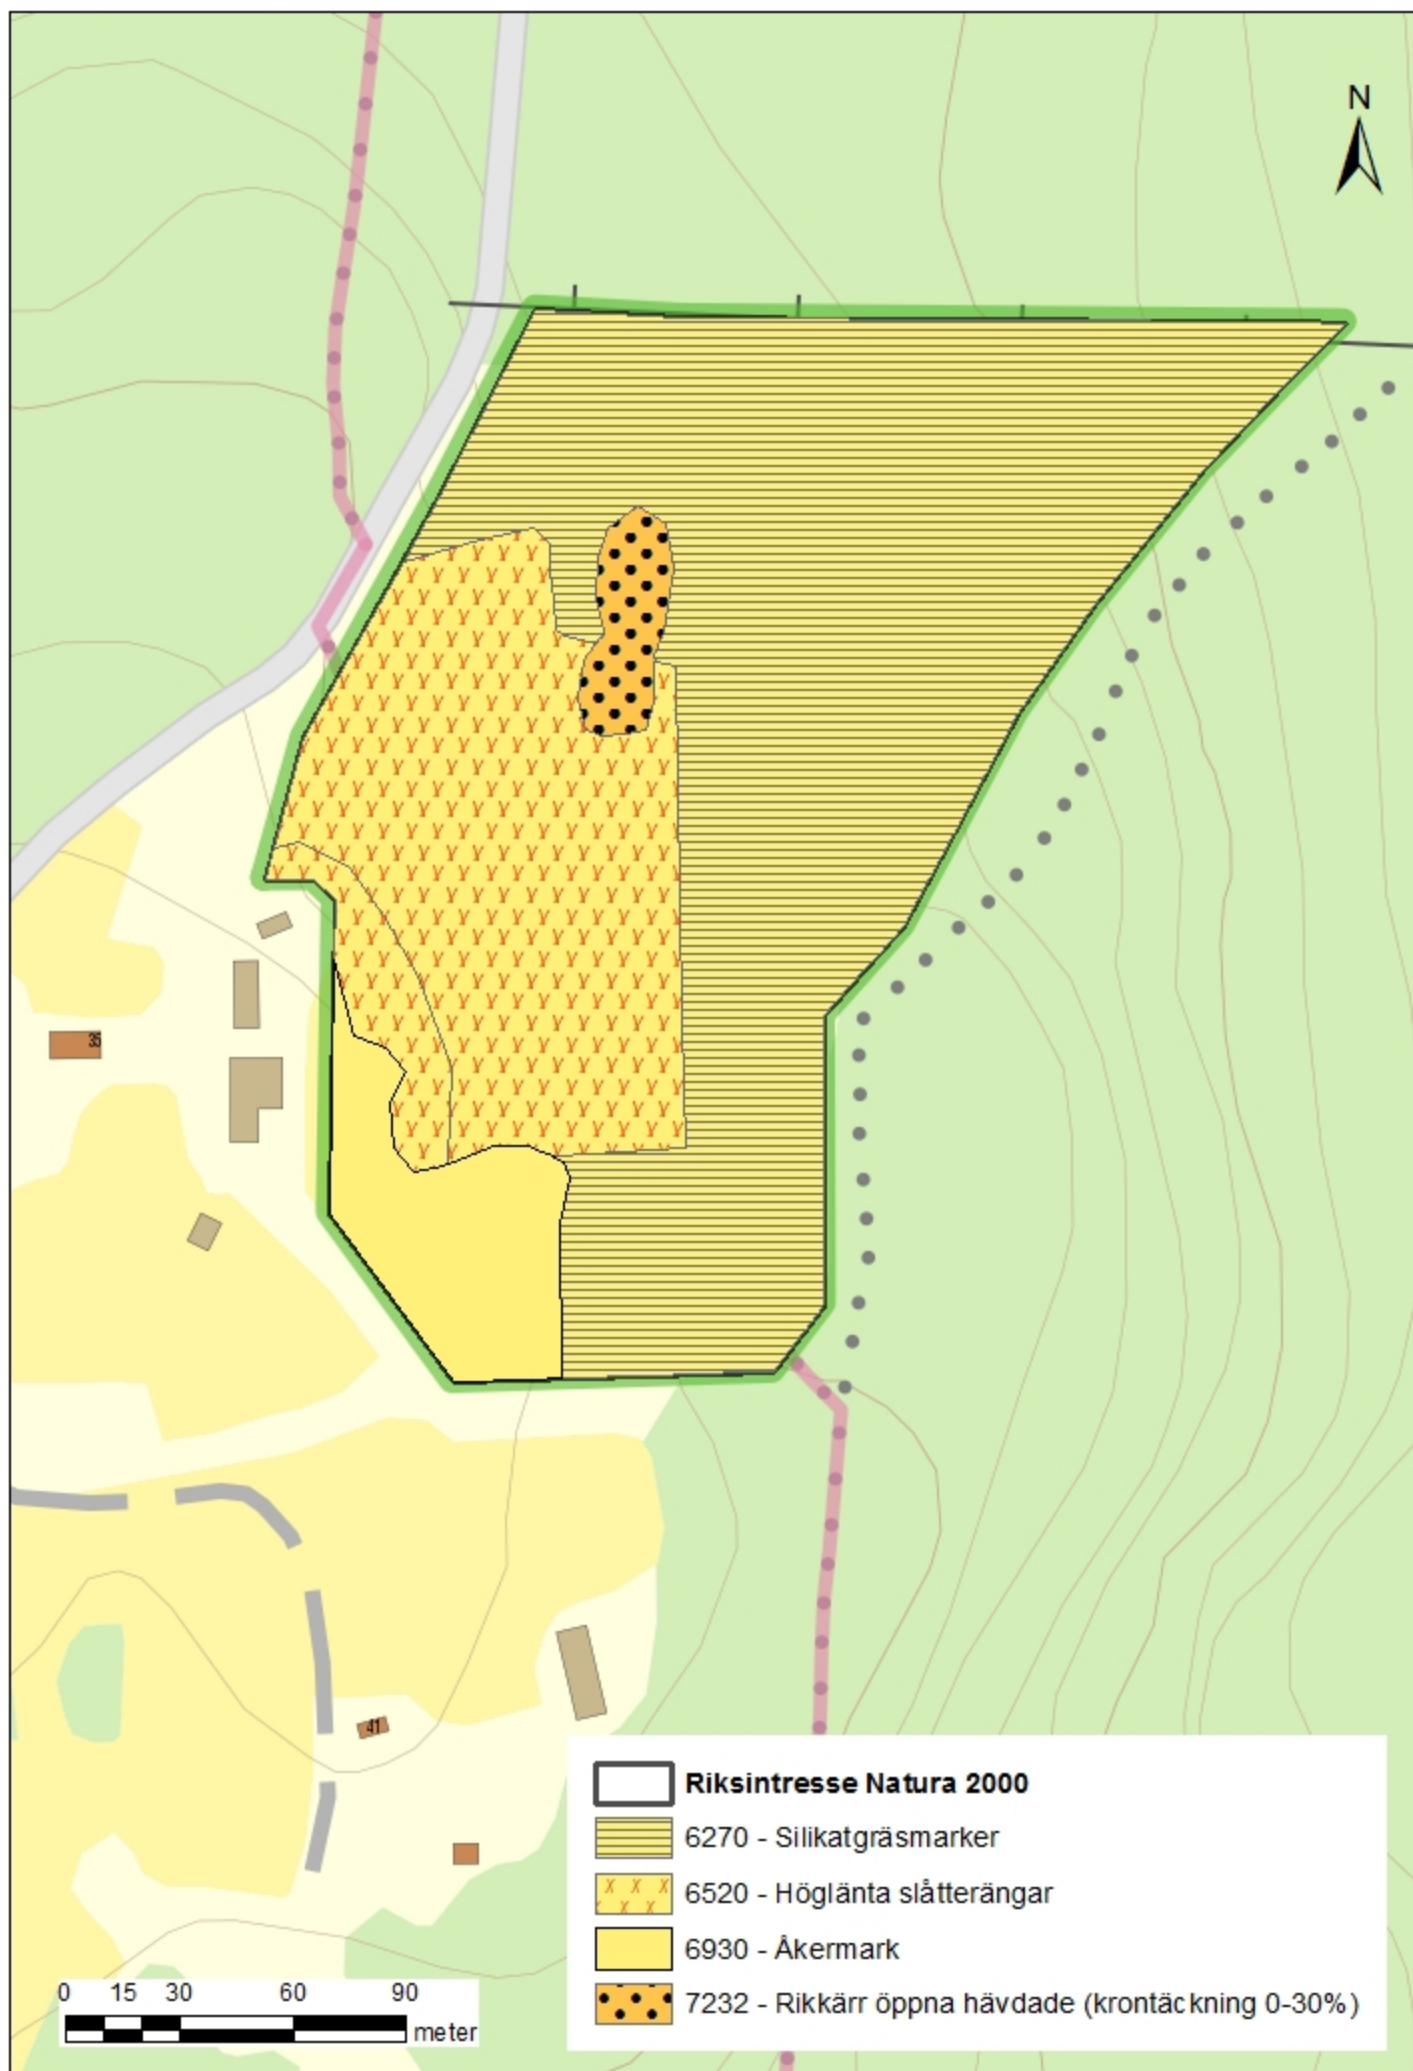 N
35
41
Riksintresse Natura 2000
6270 - Silikatgräsmarker
6520 - Höglänta slåtterängar
6930 - Åkermark
7232 - Rikkärr öppna hävdade (krontäckning 0-30%)
0 15 30 60 90
meter